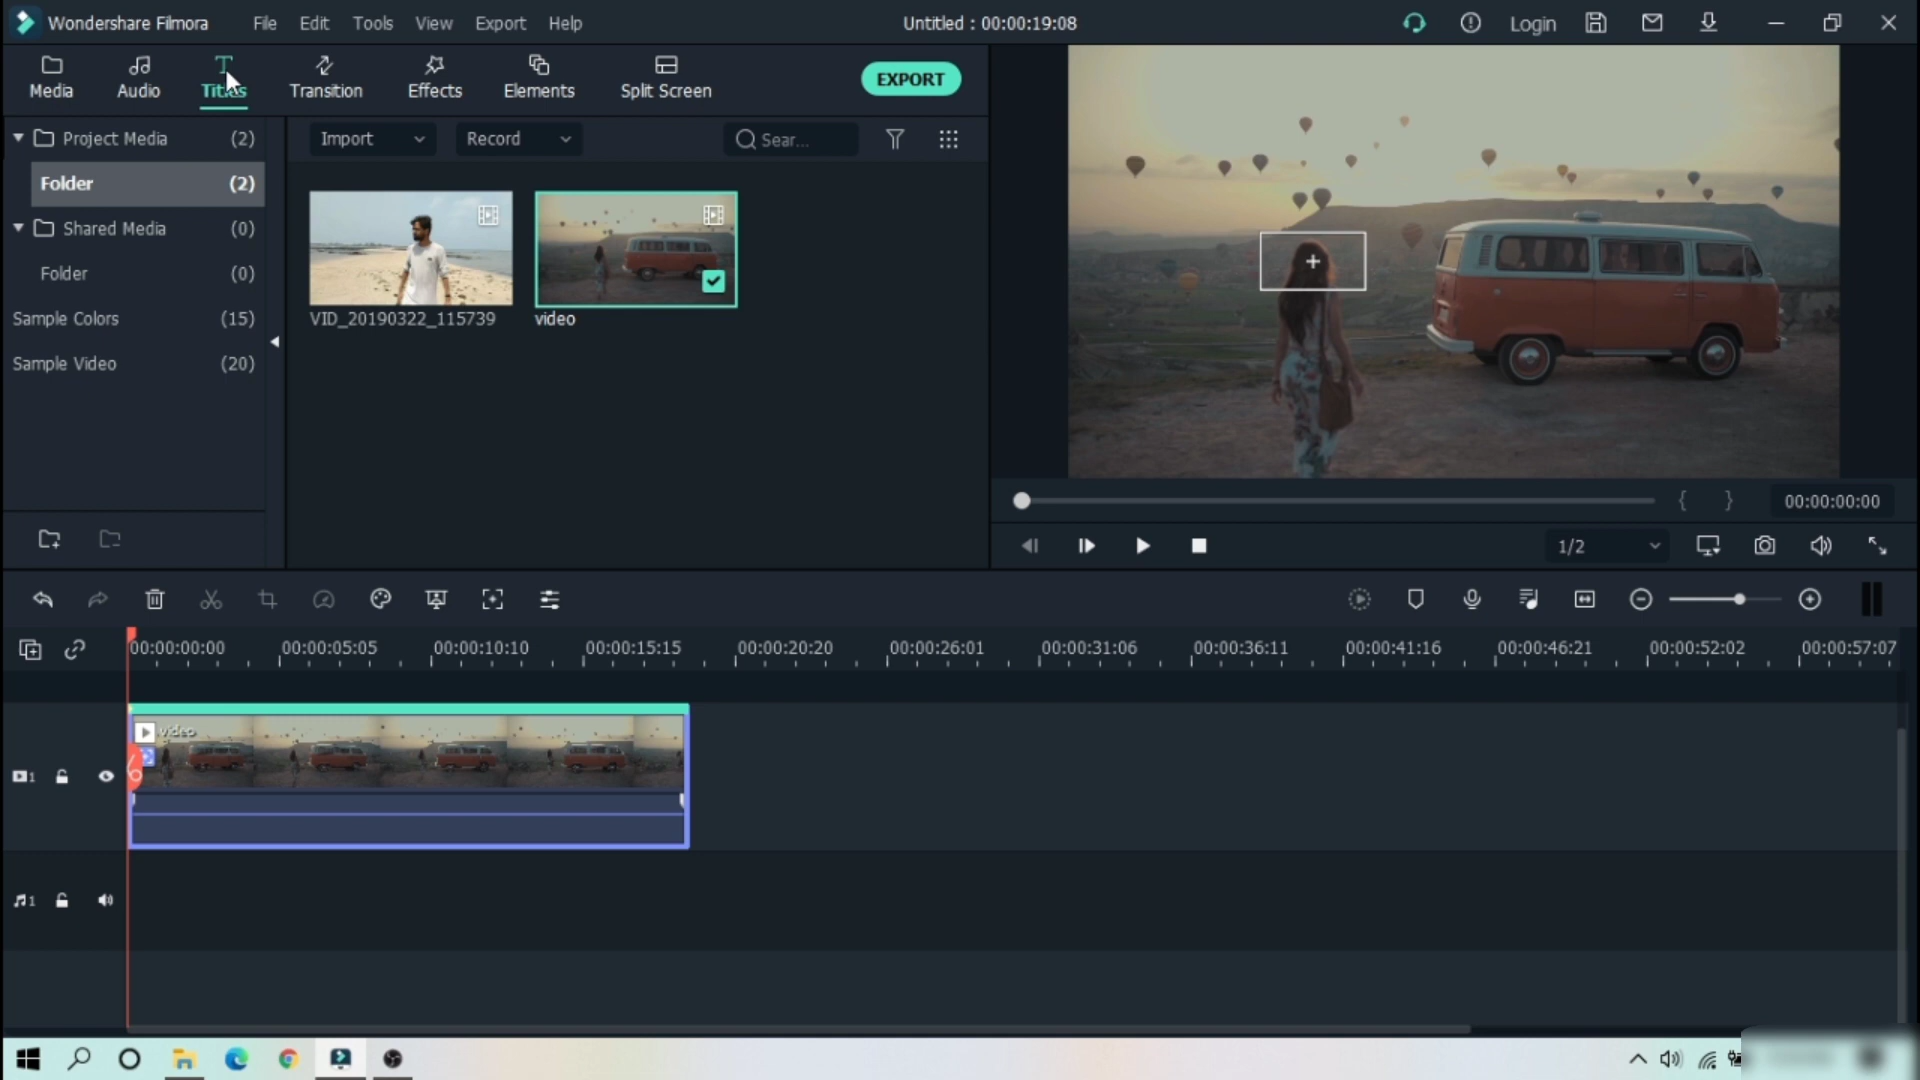 Wondershare Filmora File Edit Tools View Export Help Untitled : 00:00:19:08 Login
Media Audio Titles Transition Effects Elements Split Screen EXPORT
Project Media (2)
Folder (2)
Shared Media (0)
Folder (0)
Sample Colors (15)
Sample Video (20)
Import Record Sear...
VID_20190322_115739 video
00:00:00:00
1/2
00:00:00:00 00:00:05:05 00:00:10:10 00:00:15:15 00:00:20:20 00:00:26:01 00:00:31:06 00:00:36:11 00:00:41:16 00:00:46:21 00:00:52:02 00:00:57:07
video
1
1